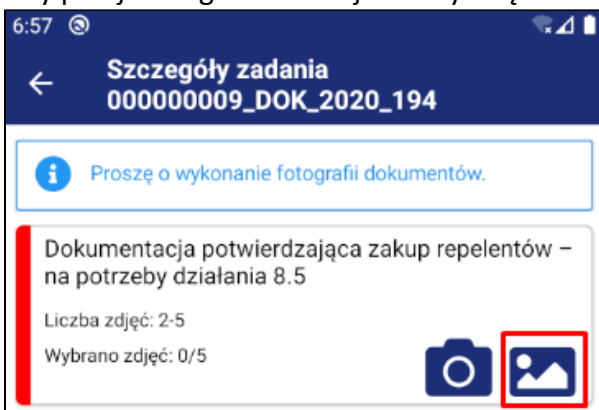 6:57
Szczegóły zadania
000000009_DOK_2020_194
Proszę o wykonanie fotografii dokumentów.
Dokumentacja potwierdzająca zakup repelentów –
na potrzeby działania 8.5
Liczba zdjęć: 2-5
Wybrano zdjęć: 0/5